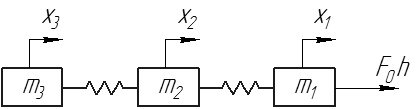 x₃ x₂ x₁
m₃ m₂ m₁ F₀h